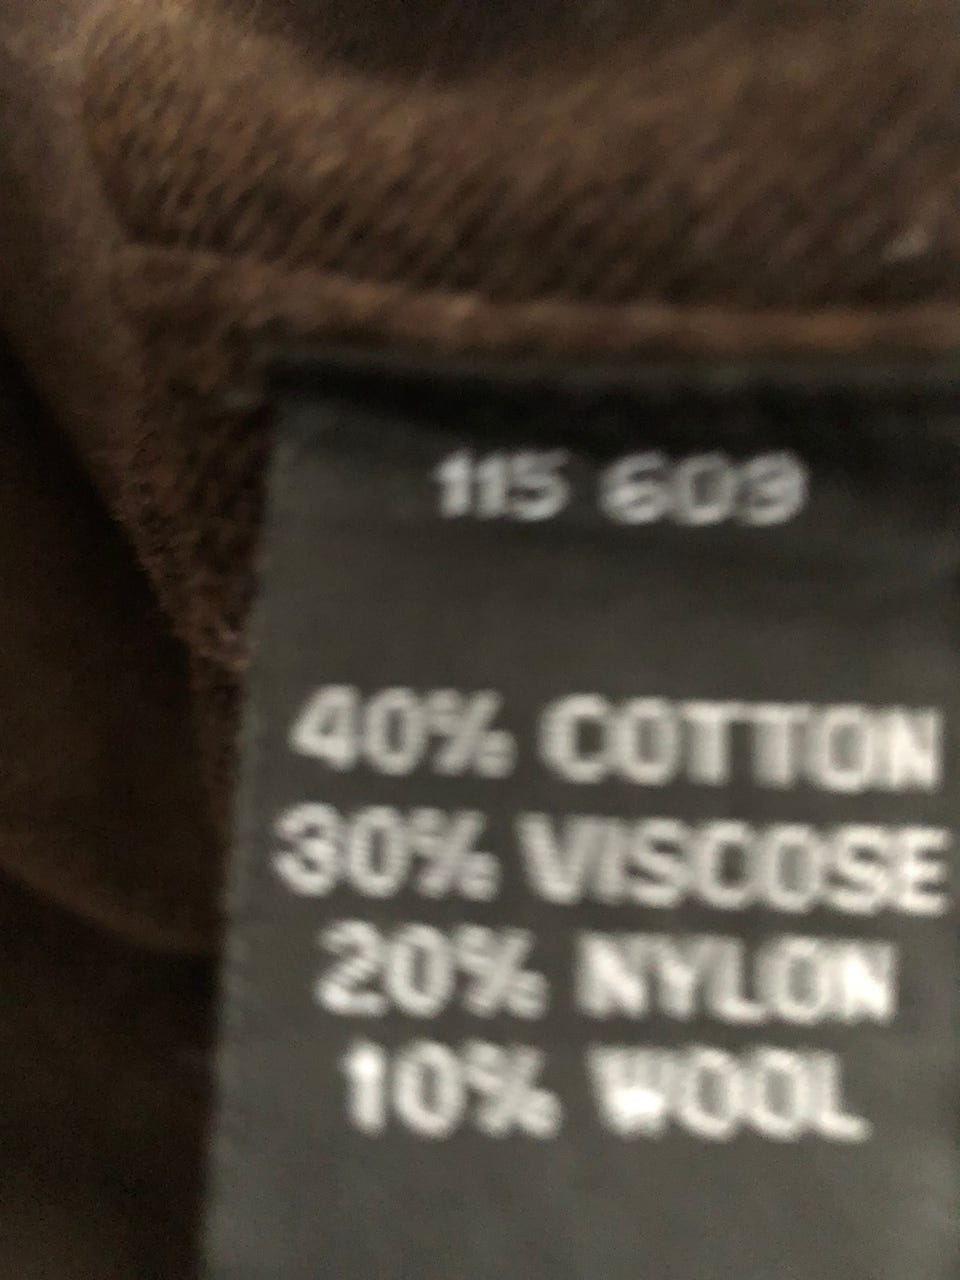 115 609
40% COTTON
30% VISCOSE
20% NYLON
10% WOOL